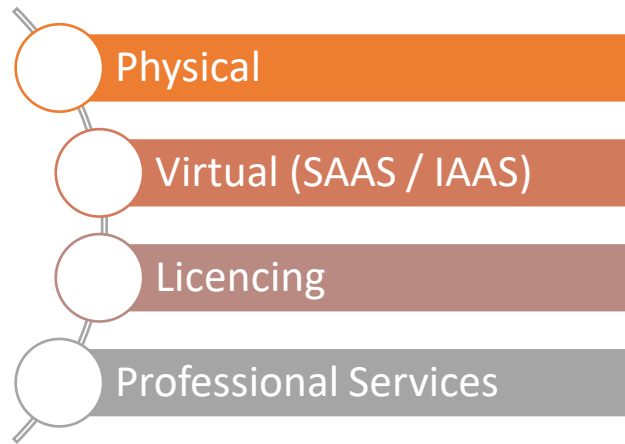 Physical
Virtual (SAAS / IAAS)
Licencing
Professional Services